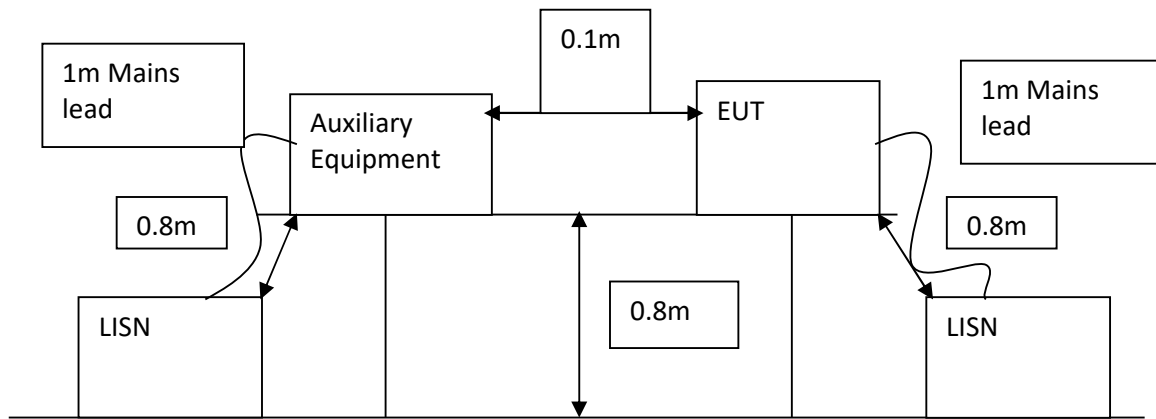 0.1m
1m Mains
lead
Auxiliary
Equipment
EUT
1m Mains
lead
0.8m
0.8m
LISN
0.8m
LISN